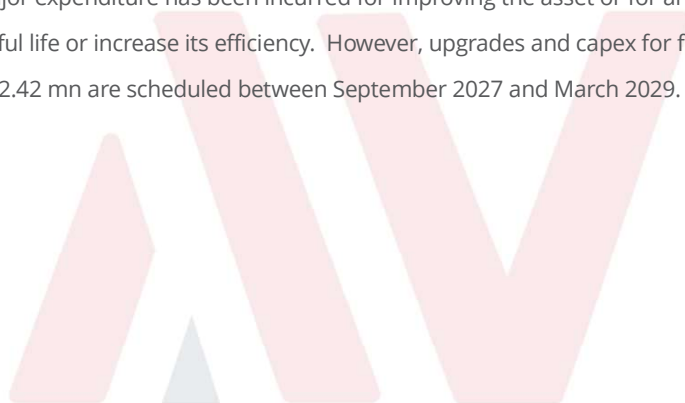 jor expenditure has been incurred for improving the asset or for an
ful life or increase its efficiency. However, upgrades and capex for f
2.42 mn are scheduled between September 2027 and March 2029.